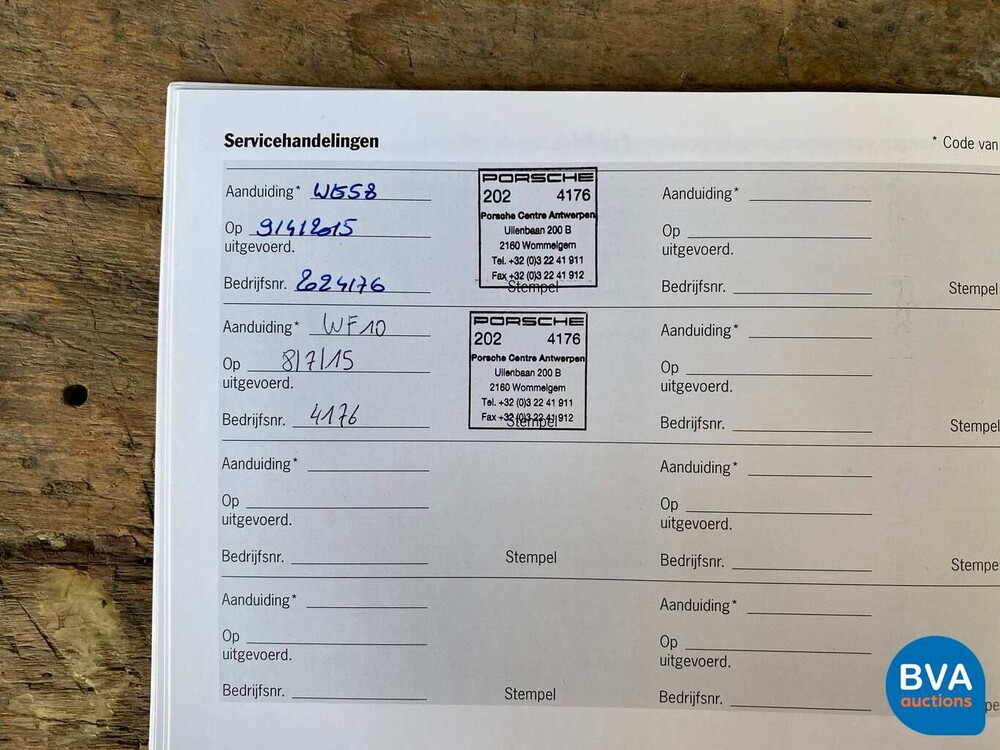 Servicehandelingen
* Code van
Aanduiding* WE58
Op 9/4/2015
uitgevoerd.
Bedrijfsnr. 2024176
PORSCHE
202 4176
Porsche Centre Antwerpen
Uilenbaan 200 B
2160 Wommelgem
Tel. +32 (0)3 22 41 911
Fax +32 (0)3 22 41 912
Stempel
Aanduiding*
Op
uitgevoerd.
Bedrijfsnr.
Stempel
Aanduiding* WF10
Op 8/7/15
uitgevoerd.
Bedrijfsnr. 4176
PORSCHE
202 4176
Porsche Centre Antwerpen
Uilenbaan 200 B
2160 Wommelgem
Tel. +32 (0)3 22 41 911
Fax +32 (0)3 22 41 912
Stempel
Aanduiding*
Op
uitgevoerd.
Bedrijfsnr.
Stempel
Aanduiding*
Op
uitgevoerd.
Bedrijfsnr.
Stempel
Aanduiding*
Op
uitgevoerd.
Bedrijfsnr.
Stempe
Aanduiding*
Op
uitgevoerd.
Bedrijfsnr.
Stempel
Aanduiding*
Op
uitgevoerd.
Bedrijfsnr.
BVA
auctions